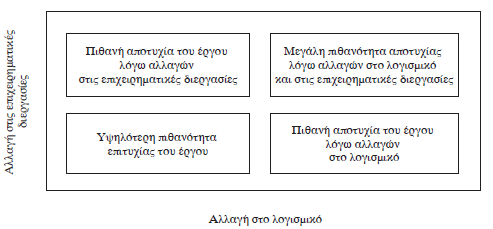 Αλλαγή στις επιχειρηματικές
διεργασίες
Πιθανή αποτυχία του έργου
λόγω αλλαγών
στις επιχειρηματικές διεργασίες
Μεγάλη πιθανότητα αποτυχίας
λόγω αλλαγών στο λογισμικό
και στις επιχειρηματικές διεργασίες
Υψηλότερη πιθανότητα
επιτυχίας του έργου
Πιθανή αποτυχία του έργου
λόγω αλλαγών
στο λογισμικό
Αλλαγή στο λογισμικό